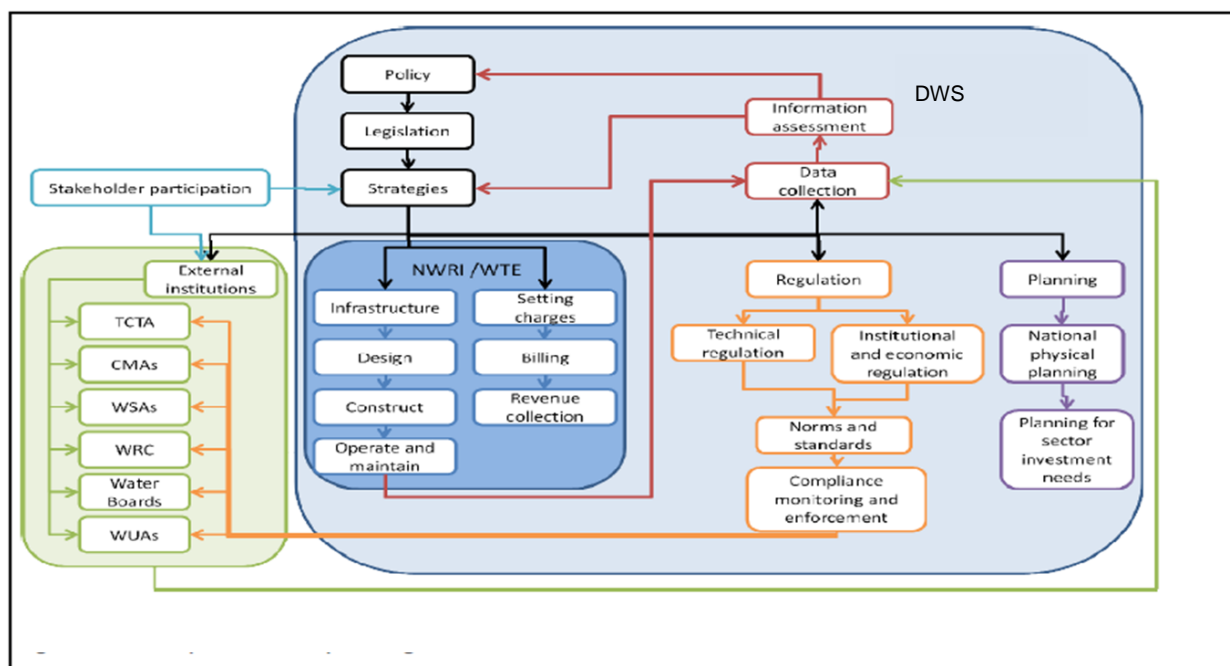 DWS
Policy
Legislation
Strategies
Stakeholder participation
Information
assessment
Data
collection
External
institutions
TCTA
CMAs
WSAs
WRC
Water
Boards
WUAs
NWRI /WTE
Infrastructure
Design
Construct
Operate and
maintain
Setting
charges
Billing
Revenue
collection
Regulation
Technical
regulation
Institutional
and economic
regulation
Norms and
standards
Compliance
monitoring and
enforcement
Planning
National
physical
planning
Planning for
sector
investment
needs